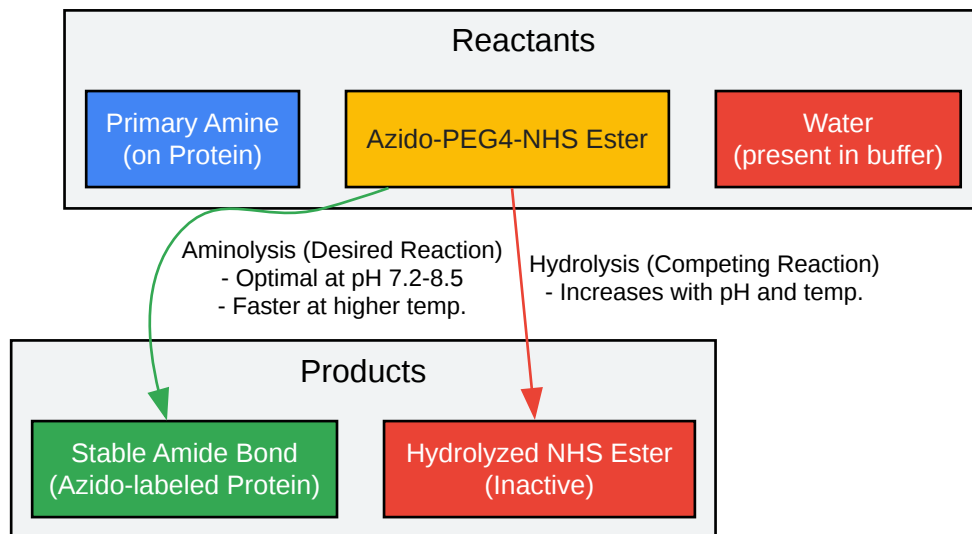 Reactants
Primary Amine
(on Protein)
Azido-PEG4-NHS Ester
Water
(present in buffer)
Aminolysis (Desired Reaction)
- Optimal at pH 7.2-8.5
- Faster at higher temp.
Hydrolysis (Competing Reaction)
- Increases with pH and temp.
Products
Stable Amide Bond
(Azido-labeled Protein)
Hydrolyzed NHS Ester
(Inactive)